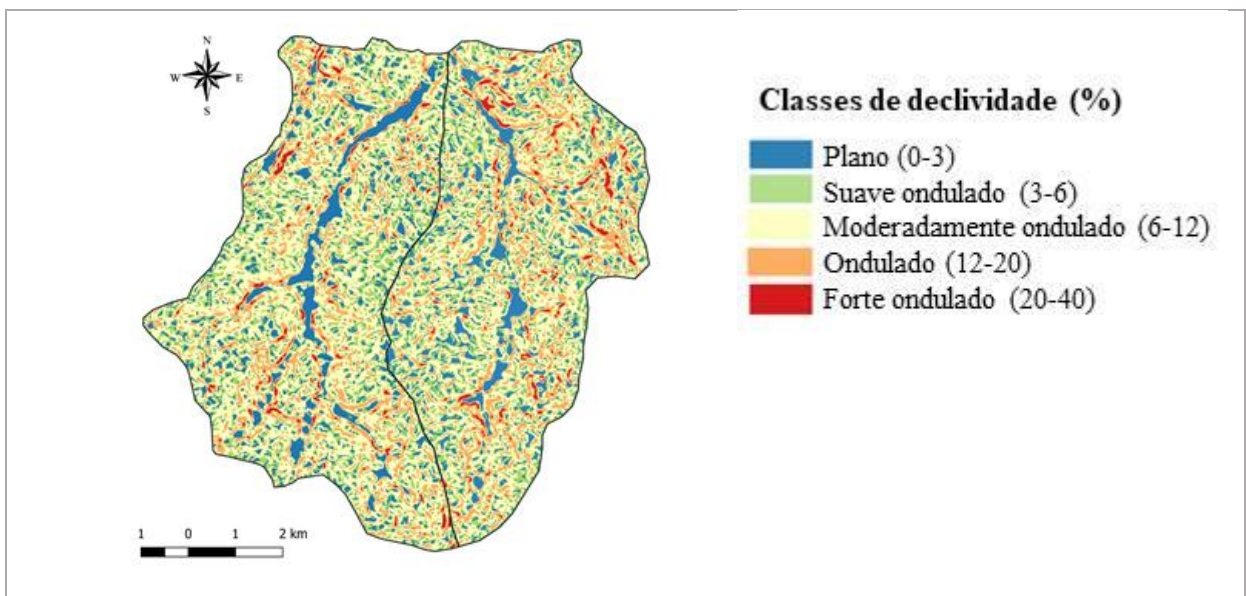 N
W E
S
Classes de declividade (%)
Plano (0-3)
Suave ondulado (3-6)
Moderadamente ondulado (6-12)
Ondulado (12-20)
Forte ondulado (20-40)
1 0 1 2 km